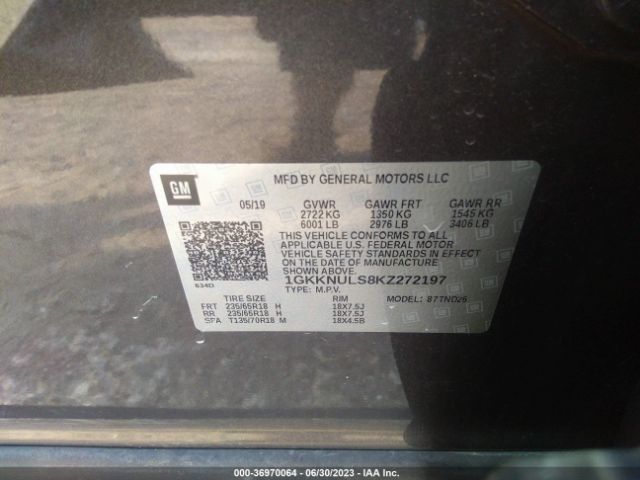 GM
MFD BY GENERAL MOTORS LLC
05/19 GVWR GAWR FRT GAWR RR
2722 KG 1350 KG 1545 KG
6001 LB 2976 LB 3406 LB
THIS VEHICLE CONFORMS TO ALL
APPLICABLE U.S. FEDERAL MOTOR
VEHICLE SAFETY STANDARDS IN EFFECT
ON THE DATE OF MANUFACTURE
SHOWN ABOVE.
1GKKNULS8KZ272197
634D
TYPE: M.P.V.
TIRE SIZE RIM MODEL: 87TND26
FRT 235/65R18 H 18X7.5J
RR 235/65R18 H 18X7.5J
SPA T135/70R18 M 18X4.5B
000-36970064 - 06/30/2023 - IAA Inc.